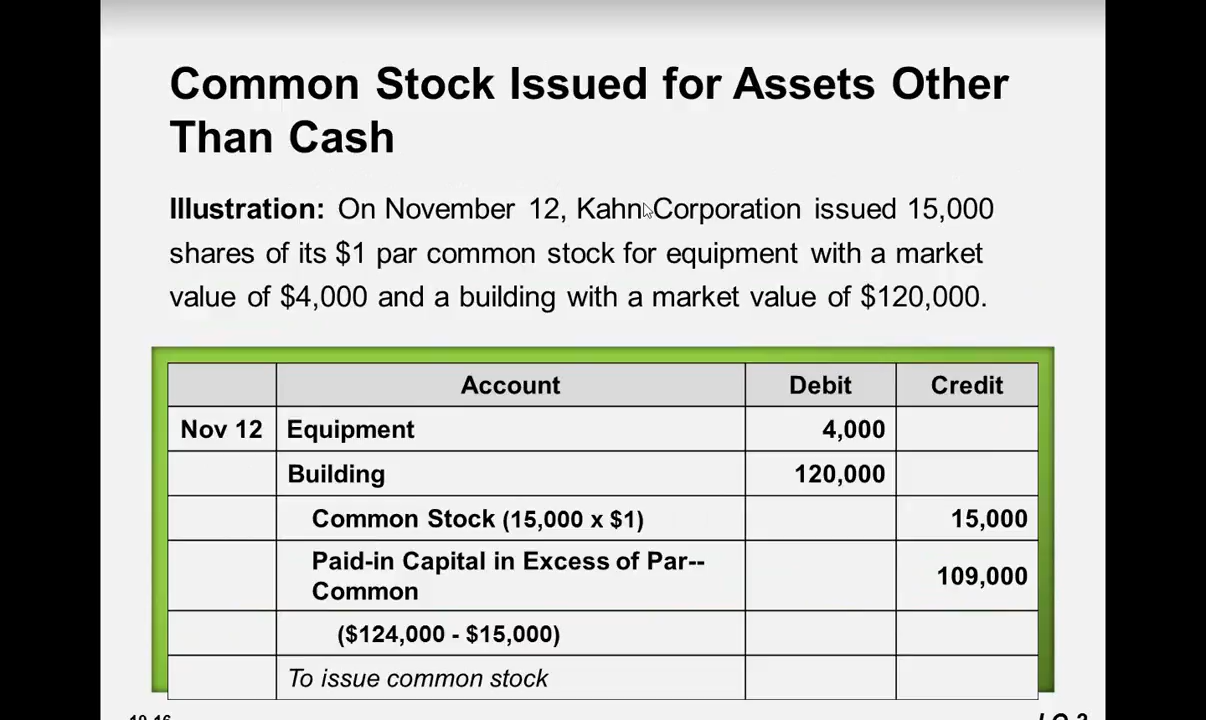 Common Stock Issued for Assets Other
Than Cash
Illustration: On November 12, Kahn Corporation issued 15,000
shares of its $1 par common stock for equipment with a market
value of $4,000 and a building with a market value of $120,000.
Account Debit Credit
Nov 12 Equipment 4,000
Building 120,000
Common Stock (15,000 x $1) 15,000
Paid-in Capital in Excess of Par--
Common 109,000
($124,000 - $15,000)
To issue common stock